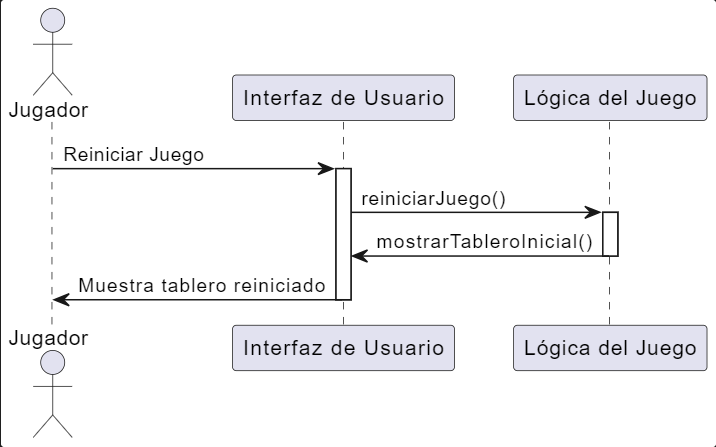 Jugador
Interfaz de Usuario
Lógica del Juego
Reiniciar Juego
reiniciarJuego()
mostrarTableroInicial()
Muestra tablero reiniciado
Jugador
Interfaz de Usuario
Lógica del Juego